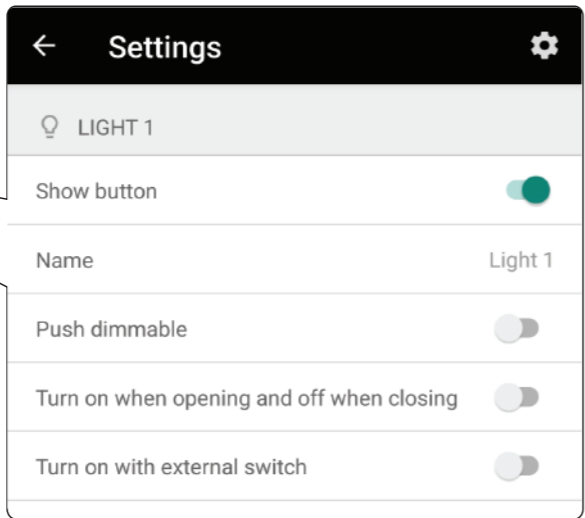 Settings
LIGHT 1
Show button
Name Light 1
Push dimmable
Turn on when opening and off when closing
Turn on with external switch